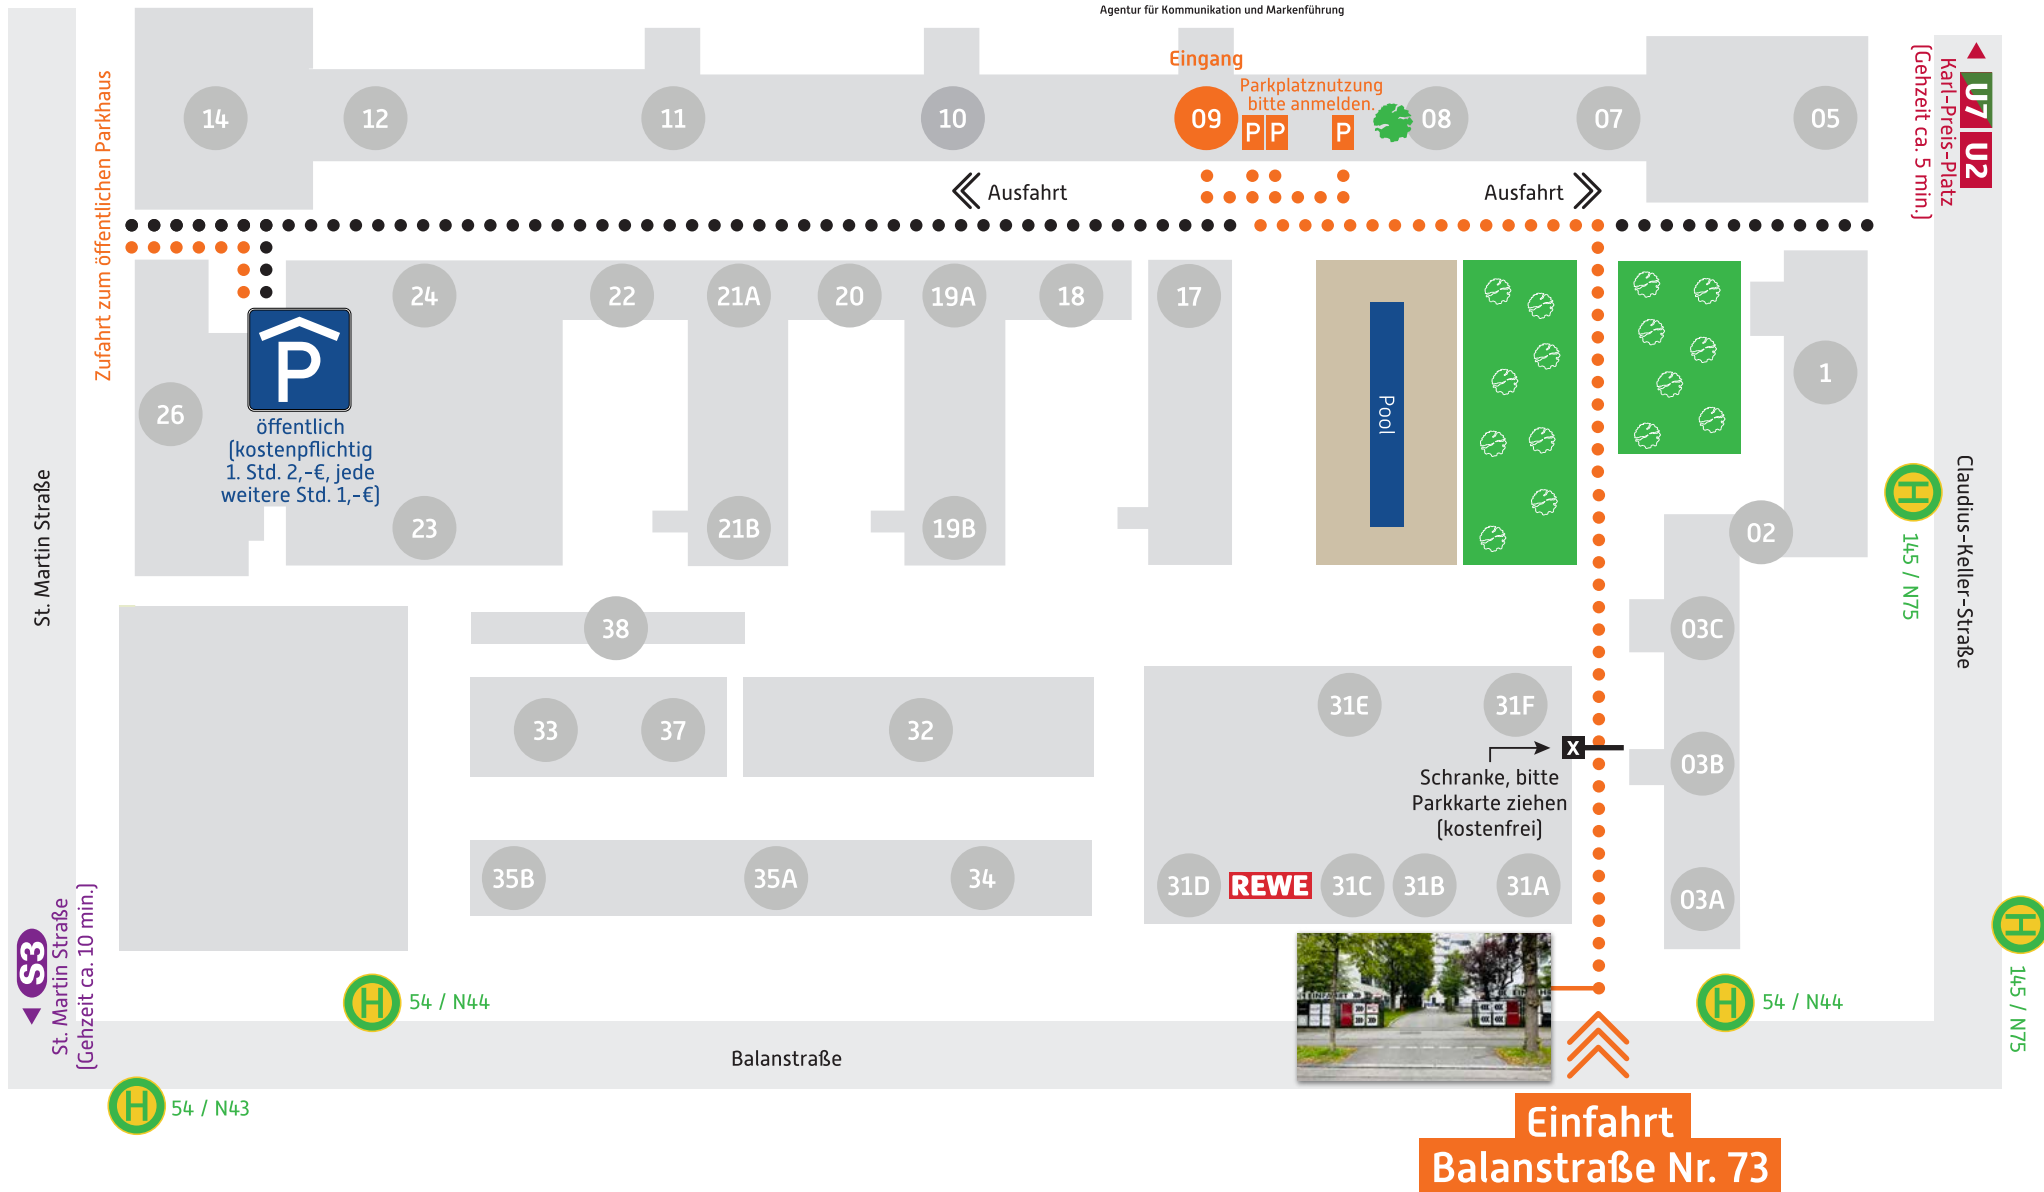 Agentur für Kommunikation und Markenführung
Eingang
Parkplatznutzung
bitte anmelden.
14
12
11
10
09
P
P
P
08
07
05
Ausfahrt
Ausfahrt
Zufahrt zum öffentlichen Parkhaus
U7
U2
Karl-Preis-Platz
(Gehzeit ca. 5 min.)
24
22
21A
20
19A
18
17
1
26
P
öffentlich
(kostenpflichtig
1. Std. 2,-€, jede
weitere Std. 1,-€)
Pool
23
21B
19B
02
St. Martin Straße
Claudius-Keller-Straße
H
145 / N75
38
03C
33
37
32
31E
31F
X
03B
Schranke, bitte
Parkkarte ziehen
(kostenfrei)
35B
35A
34
31D
REWE
31C
31B
31A
03A
S3
St. Martin Straße
(Gehzeit ca. 10 min.)
H
54 / N44
H
54 / N44
H
145 / N75
Balanstraße
H
54 / N43
Einfahrt
Balanstraße Nr. 73